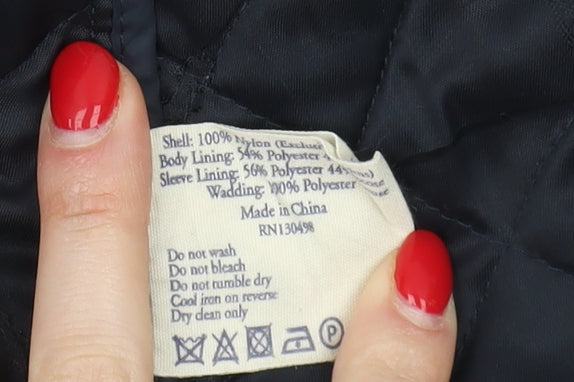 Shell: 100% Nylon
Body Lining: 54% Polyester
Sleeve Lining: 56% Polyester
Wadding: 100% Polyester
Made in China
RN130498
Do not wash
Do not bleach
Do not tumble dry
Cool iron on reverse
Dry clean only
P